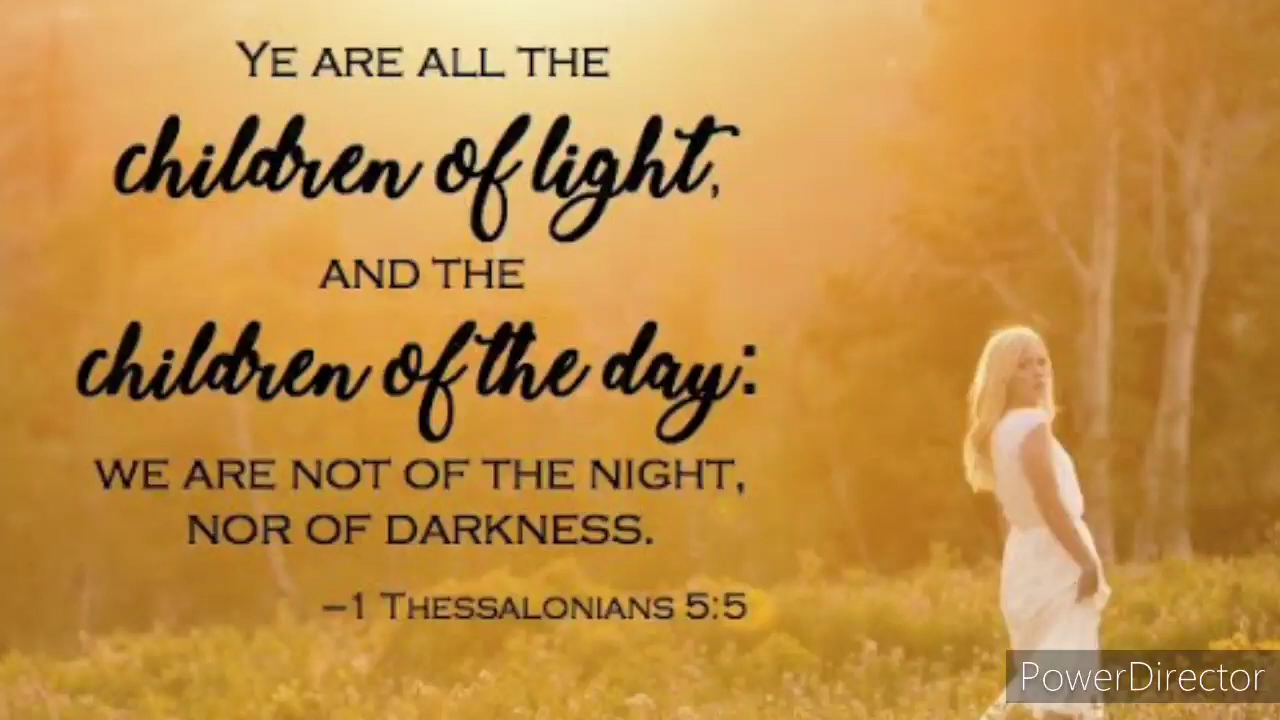 YE ARE ALL THE
children of light,
AND THE
children of the day:
WE ARE NOT OF THE NIGHT,
NOR OF DARKNESS.
–1 THESSALONIANS 5:5
PowerDirector